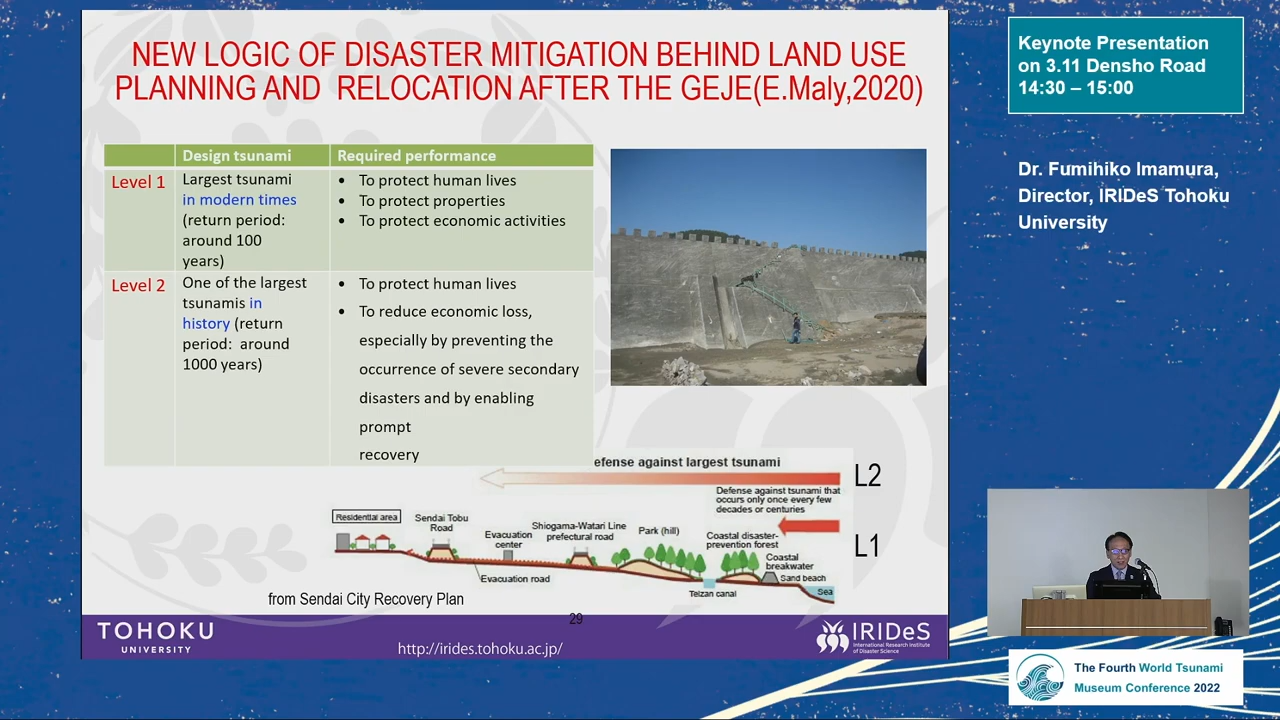 NEW LOGIC OF DISASTER MITIGATION BEHIND LAND USE
PLANNING AND RELOCATION AFTER THE GEJE(E.Maly,2020)
Design tsunami
Required performance
Level 1
Largest tsunami
in modern times
(return period:
around 100
years)
• To protect human lives
• To protect properties
• To protect economic activities
Level 2
One of the largest
tsunamis in
history (return
period: around
1000 years)
• To protect human lives
• To reduce economic loss,
especially by preventing the
occurrence of severe secondary
disasters and by enabling
prompt
recovery
efense against largest tsunami
L2
Defense against tsunami that
occurs only once every few
decades or centuries
L1
Residential area
Sendai Tobu
Road
Evacuation
center
Shiogama-Watari Line
prefectural road
Park (hill)
Coastal disaster-
prevention forest
Coastal
breakwater
Sand beach
Sea
Evacuation road
Teizan canal
from Sendai City Recovery Plan
29
TOHOKU
UNIVERSITY
http://irides.tohoku.ac.jp/
IRIDeS
International Research Institute
of Disaster Science
Keynote Presentation
on 3.11 Densho Road
14:30 – 15:00
Dr. Fumihiko Imamura,
Director, IRIDeS Tohoku
University
The Fourth World Tsunami
Museum Conference 2022